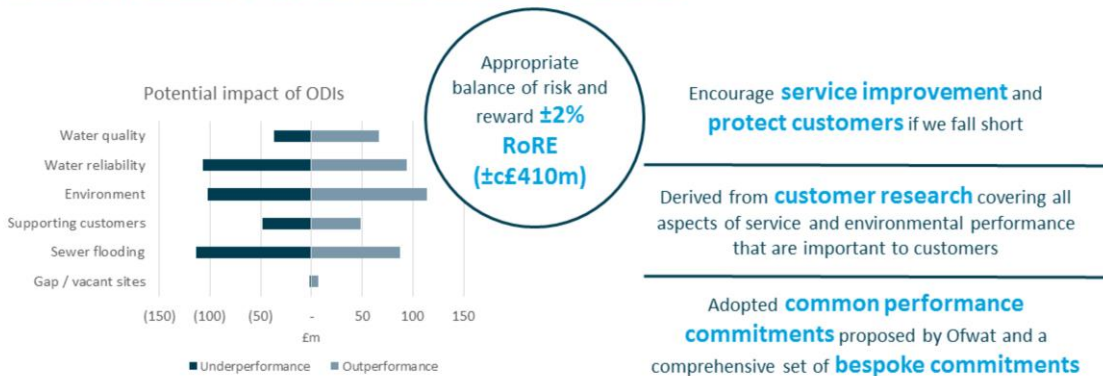 Potential impact of ODIs
Water quality
Water reliability
Environment
Supporting customers
Sewer flooding
Gap / vacant sites
(150) (100) (50) - 50 100 150
£m
Underperformance Outperformance
Appropriate
balance of risk and
reward ±2%
RoRE
(±c£410m)
Encourage service improvement and
protect customers if we fall short
Derived from customer research covering all
aspects of service and environmental performance
that are important to customers
Adopted common performance
commitments proposed by Ofwat and a
comprehensive set of bespoke commitments